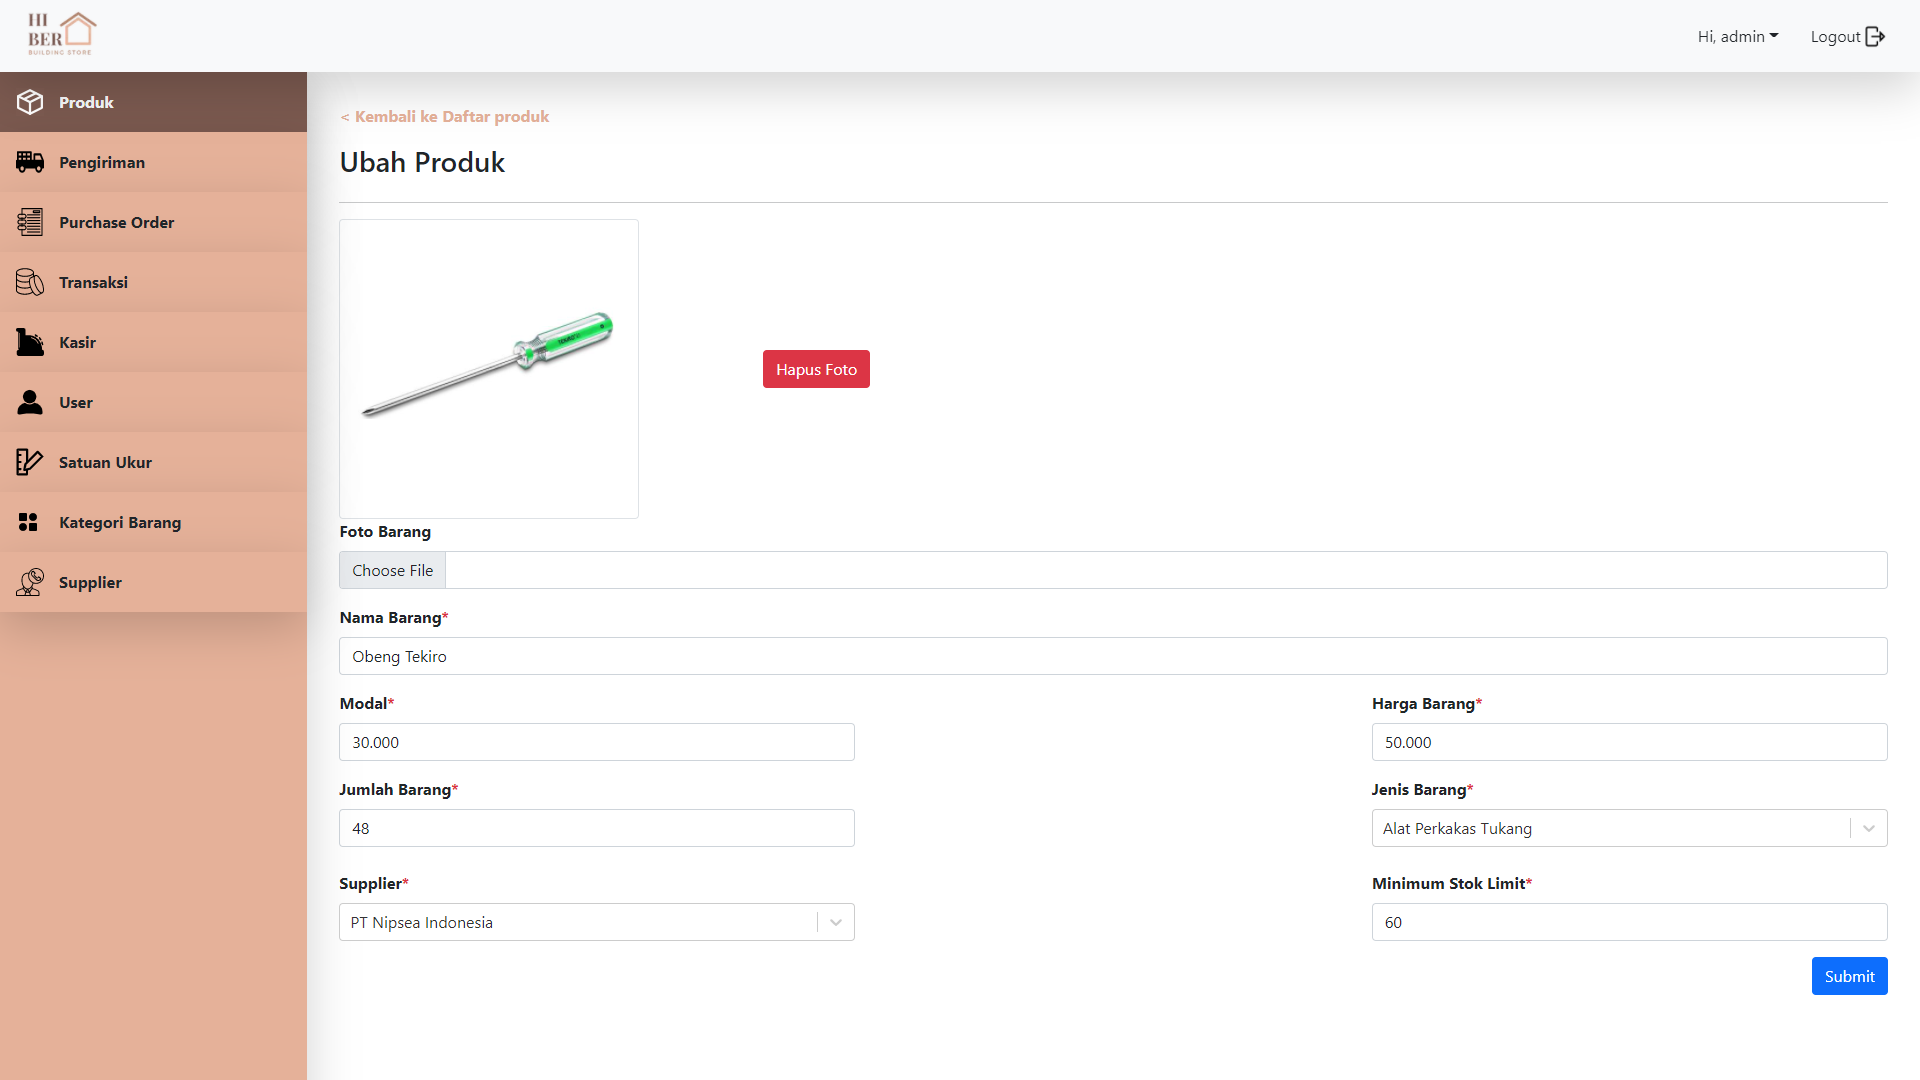 HI
BER
BUILDING STORE
Hi, admin
Logout
Produk
Pengiriman
Purchase Order
Transaksi
Kasir
User
Satuan Ukur
Kategori Barang
Supplier
< Kembali ke Daftar produk
Ubah Produk
Hapus Foto
Foto Barang
Choose File
Nama Barang*
Obeng Tekiro
Modal*
Harga Barang*
30.000
50.000
Jumlah Barang*
Jenis Barang*
48
Alat Perkakas Tukang
Supplier*
Minimum Stok Limit*
PT Nipsea Indonesia
60
Submit